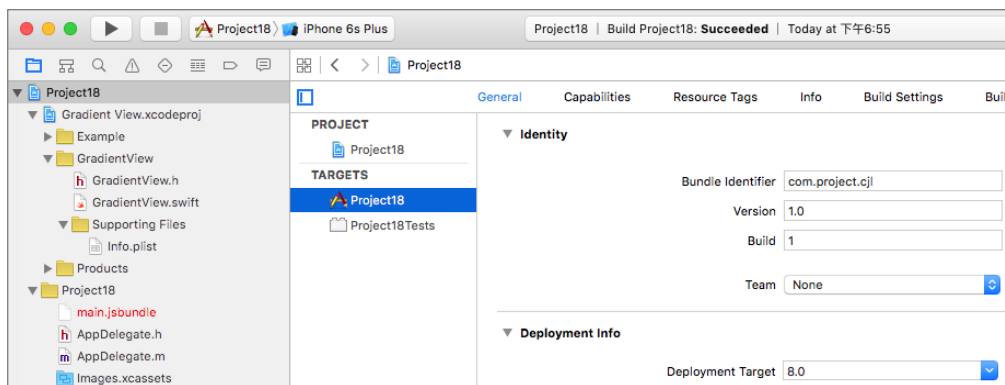 Project18 〉 iPhone 6s Plus
Project18 | Build Project18: Succeeded | Today at 下午6:55
Project18
General Capabilities Resource Tags Info Build Settings
Project18
Gradient View.xcodeproj
Example
GradientView
GradientView.h
GradientView.swift
Supporting Files
Info.plist
Products
Project18
main.jsbundle
AppDelegate.h
AppDelegate.m
Images.xcassets
PROJECT
Project18
TARGETS
Project18
Project18Tests
Identity
Bundle Identifier com.project.cjl
Version 1.0
Build 1
Team None
Deployment Info
Deployment Target 8.0